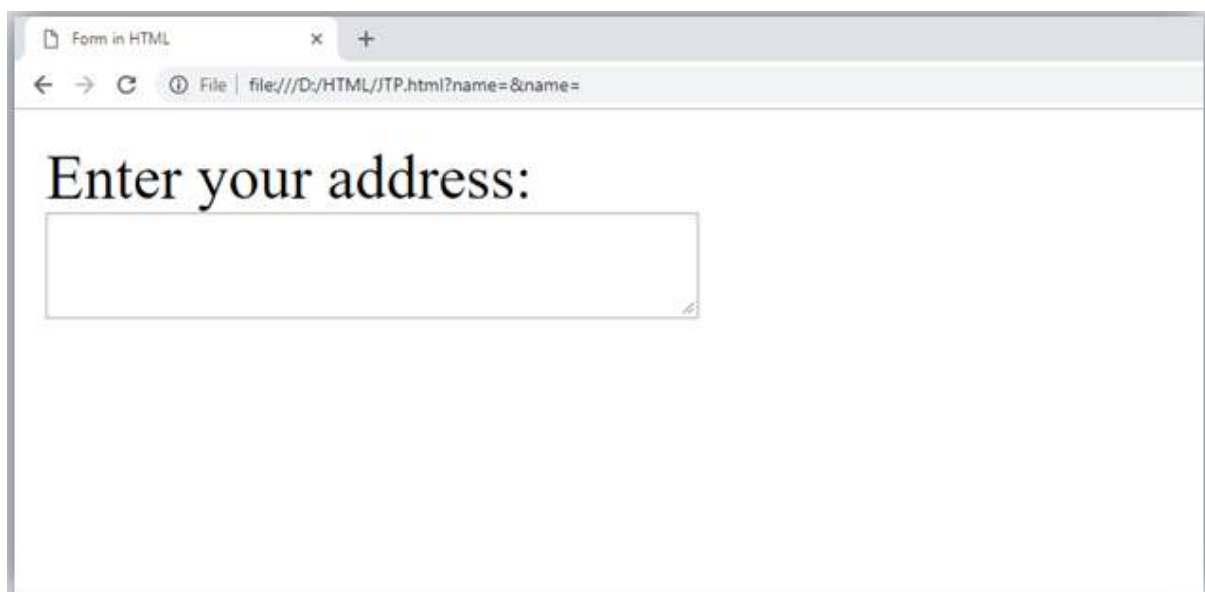 Form in HTML
File | file:///D:/HTML/JTP.html?name=&name=
Enter your address: